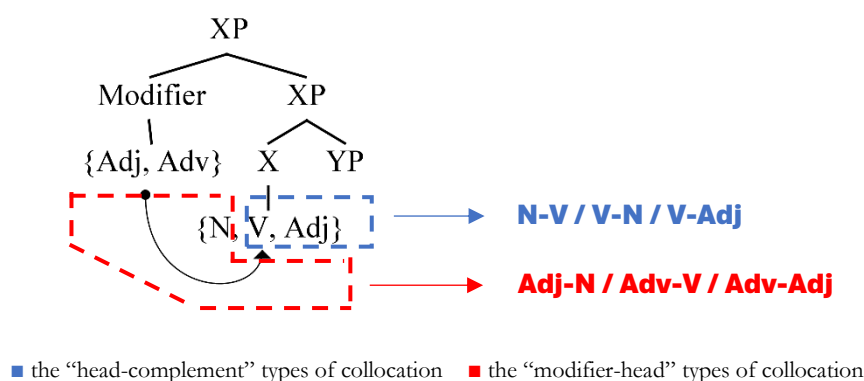 XP
Modifier XP
{Adj, Adv} X YP
{N, V, Adj}
N-V / V-N / V-Adj
Adj-N / Adv-V / Adv-Adj
■ the “head-complement” types of collocation ■ the “modifier-head” types of collocation